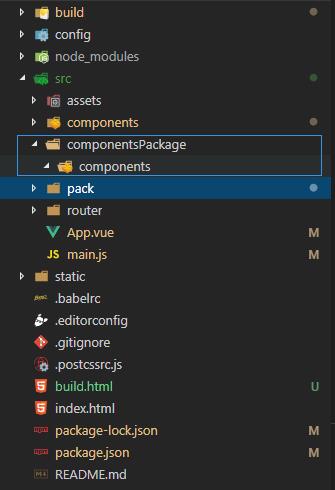 build
config
node_modules
src
assets
components
componentsPackage
components
pack
router
App.vue M
JS main.js M
static
.babelrc
.editorconfig
.gitignore
.postcssrc.js
build.html U
index.html
package-lock.json M
package.json M
README.md